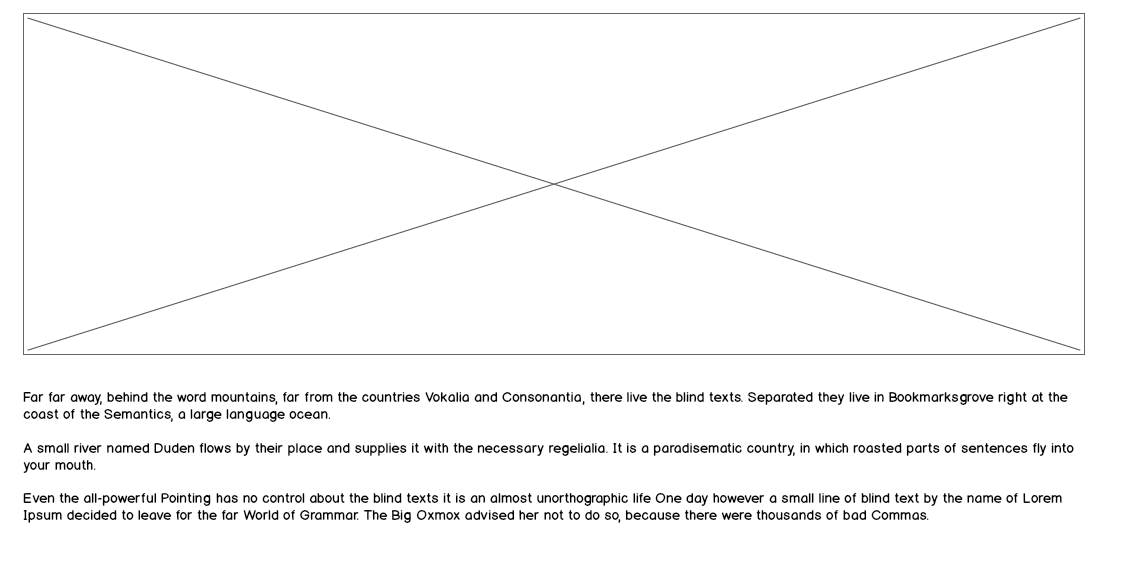 Far far away, behind the word mountains, far from the countries Vokalia and Consonantia, there live the blind texts. Separated they live in Bookmarksgrove right at the
coast of the Semantics, a large language ocean.
A small river named Duden flows by their place and supplies it with the necessary regelialia. It is a paradisematic country, in which roasted parts of sentences fly into
your mouth.
Even the all-powerful Pointing has no control about the blind texts it is an almost unorthographic life One day however a small line of blind text by the name of Lorem
Ipsum decided to leave for the far World of Grammar. The Big Oxmox advised her not to do so, because there were thousands of bad Commas.